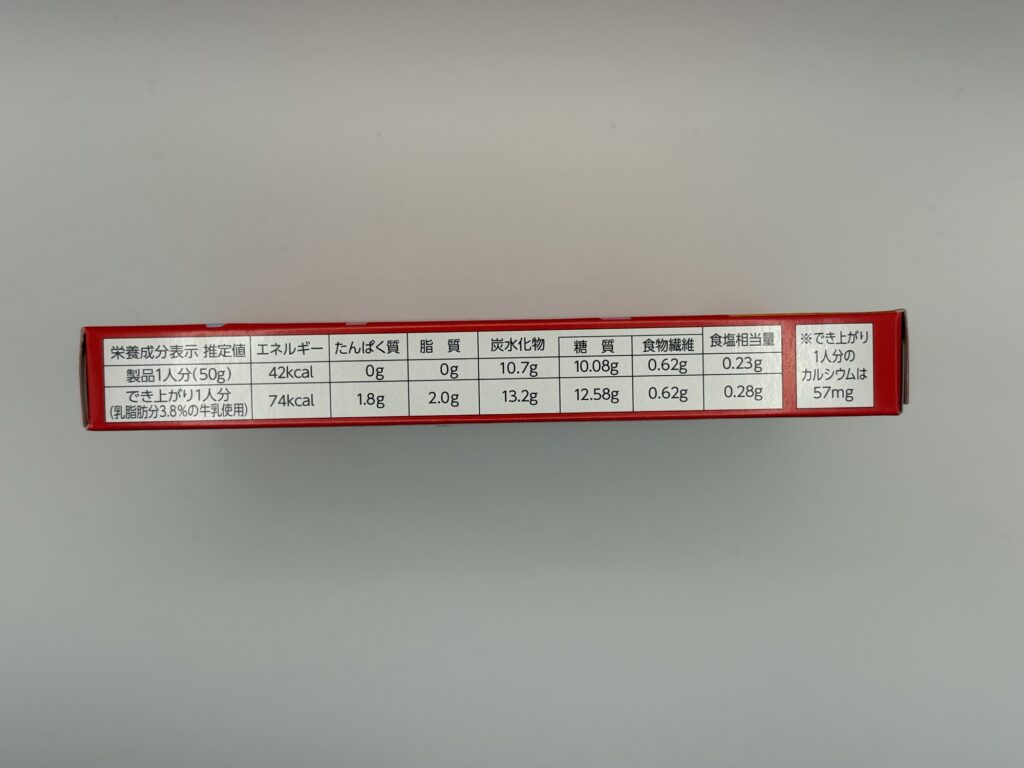 栄養成分表示 推定値 エネルギー たんぱく質 脂 質 炭水化物 糖 質 食物繊維 食塩相当量
製品1人分(50g) 42kcal 0g 0g 10.7g 10.08g 0.62g 0.23g
でき上がり1人分
(乳脂肪分3.8%の牛乳使用) 74kcal 1.8g 2.0g 13.2g 12.58g 0.62g 0.28g
※でき上がり
1人分の
カルシウムは
57mg